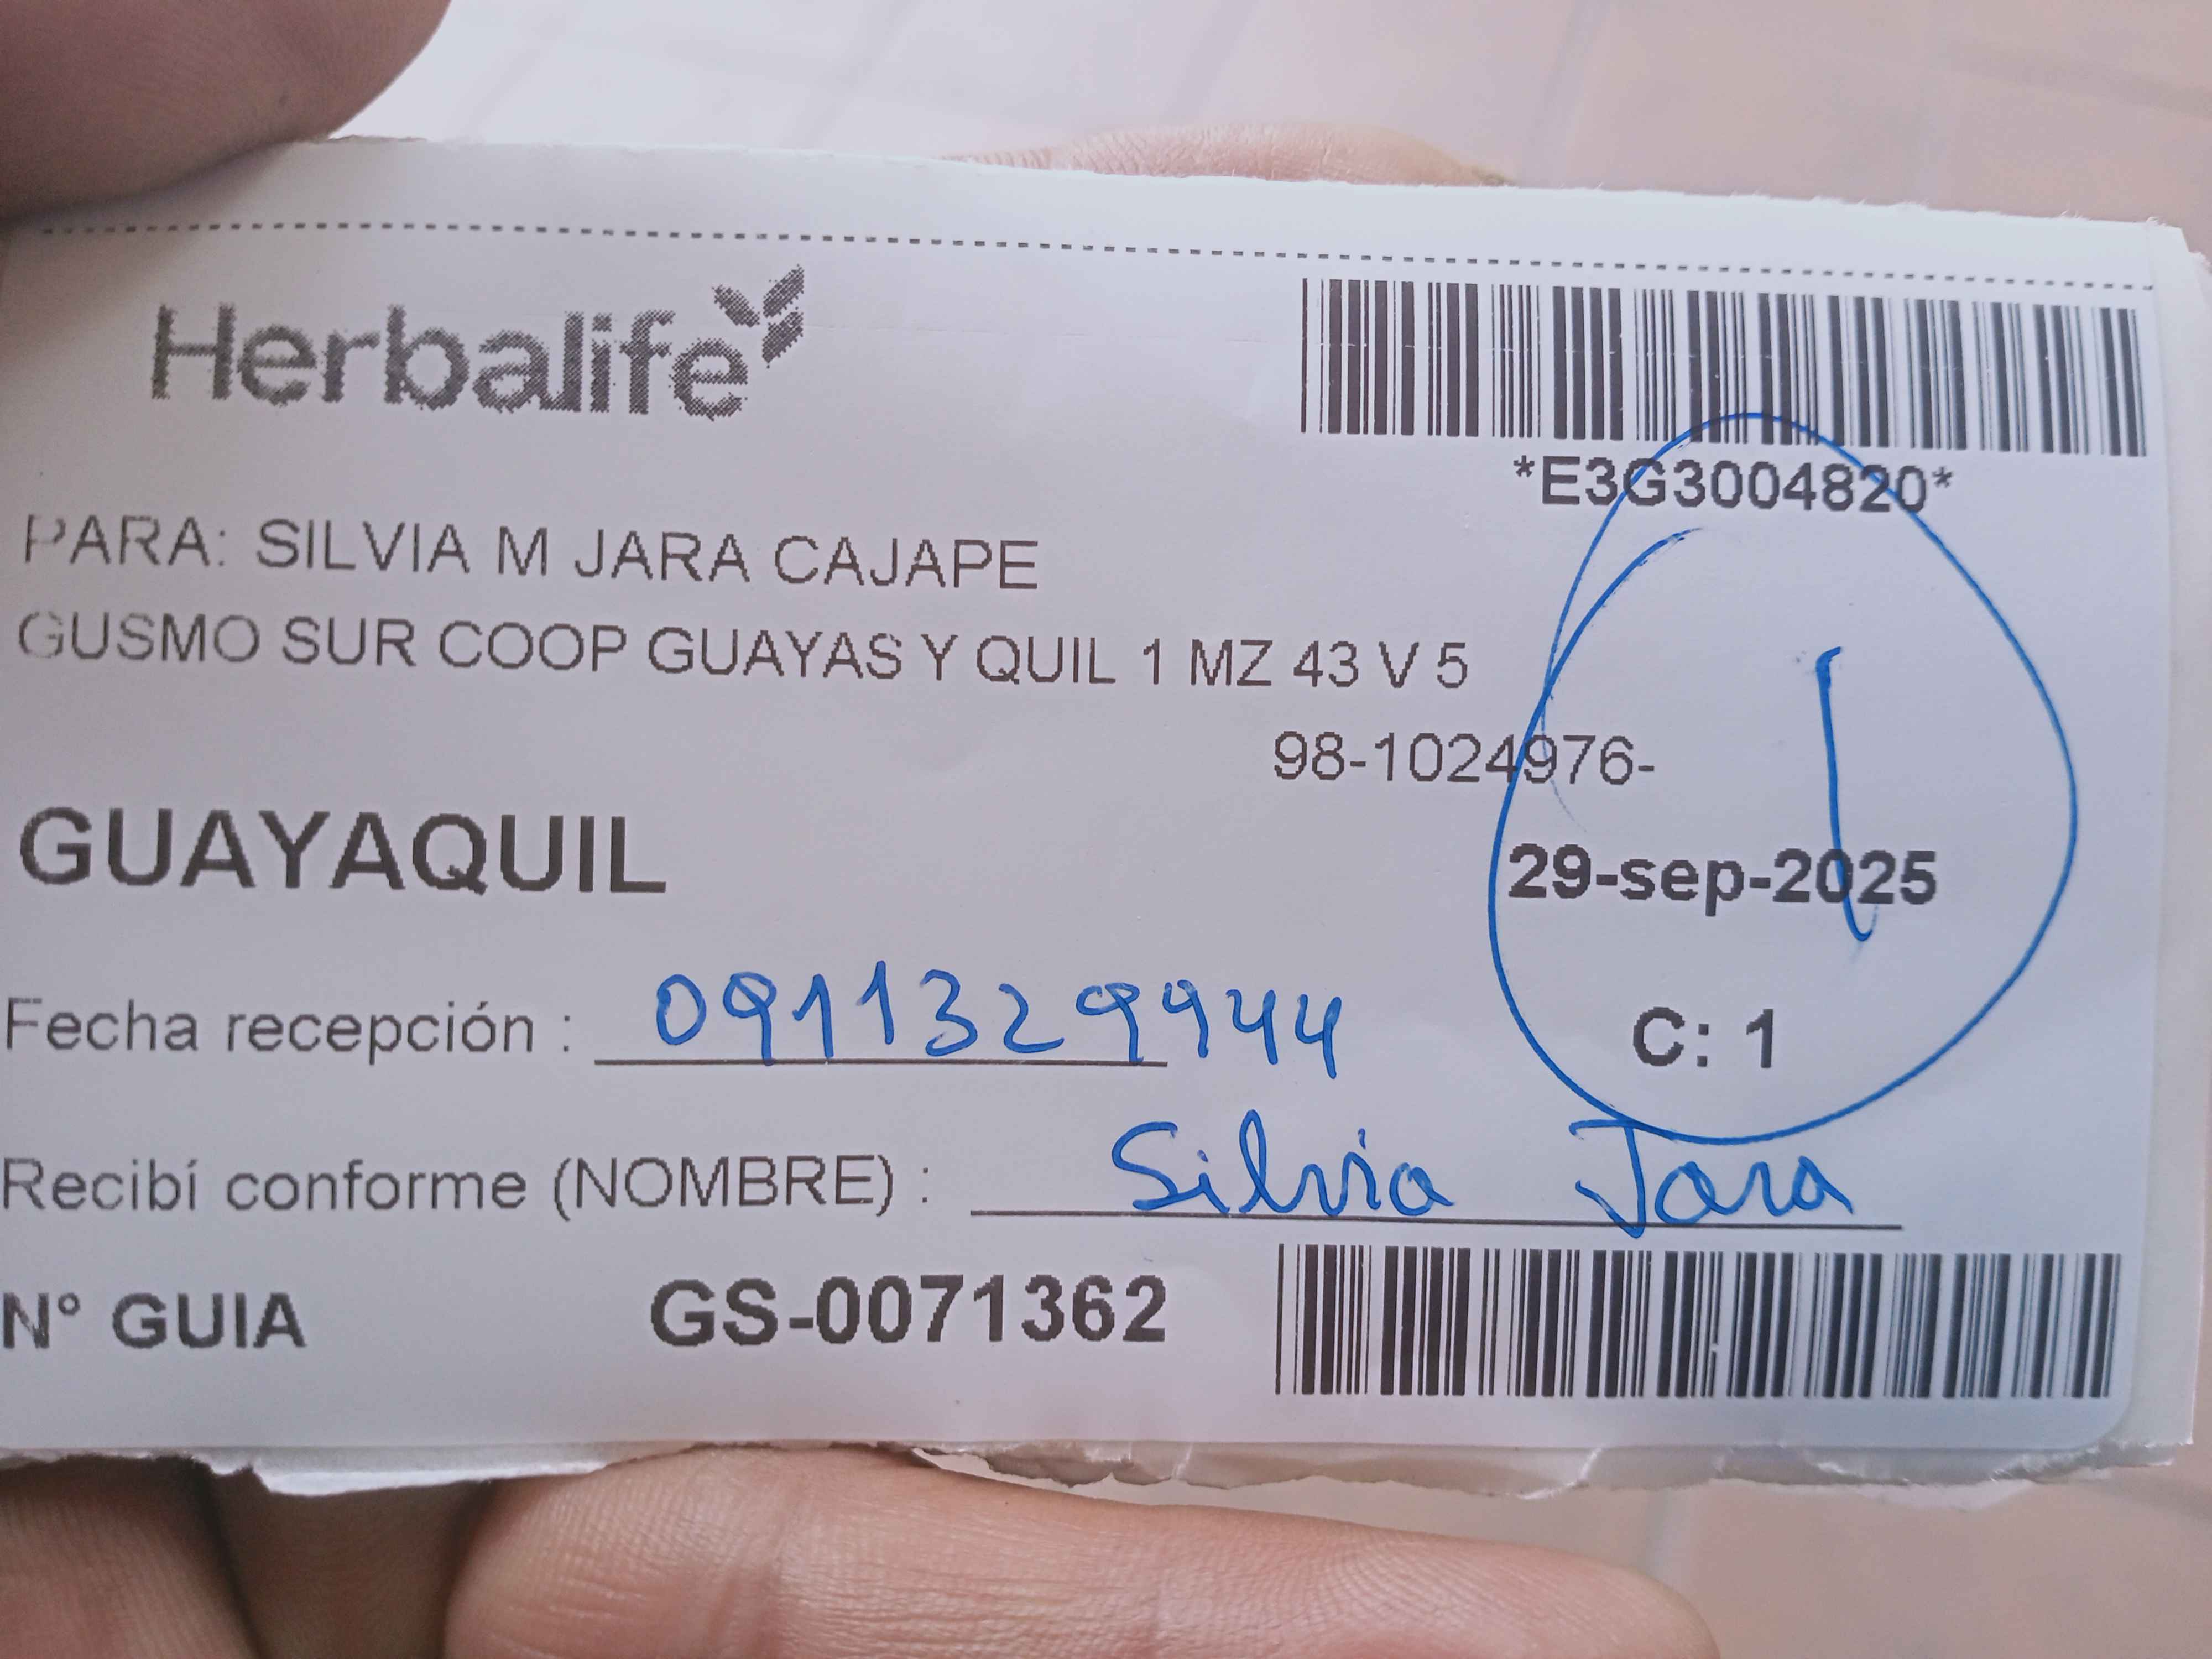 Herbalife
*E3G3004820*
PARA: SILVIA M JARA CAJAPE
GUSMO SUR COOP GUAYAS Y QUIL 1 MZ 43 V 5
98-1024976-
GUAYAQUIL
29-sep-2025
1
Fecha recepción : 0911329944
C: 1
Recibí conforme (NOMBRE) : Silvia Jara
N° GUIA GS-0071362